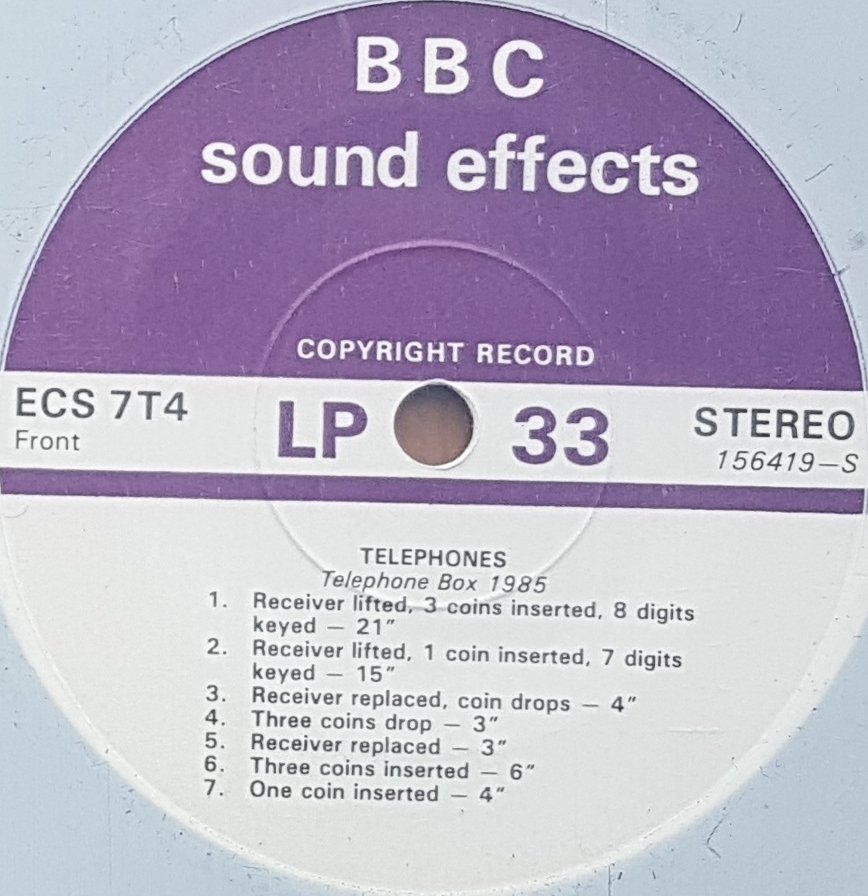 BBC
sound effects
COPYRIGHT RECORD
ECS 7T4
Front
LP 33
STEREO
156419–S
TELEPHONES
Telephone Box 1985
1. Receiver lifted, 3 coins inserted, 8 digits
keyed – 21"
2. Receiver lifted, 1 coin inserted, 7 digits
keyed – 15"
3. Receiver replaced, coin drops – 4"
4. Three coins drop – 3"
5. Receiver replaced – 3"
6. Three coins inserted – 6"
7. One coin inserted – 4"